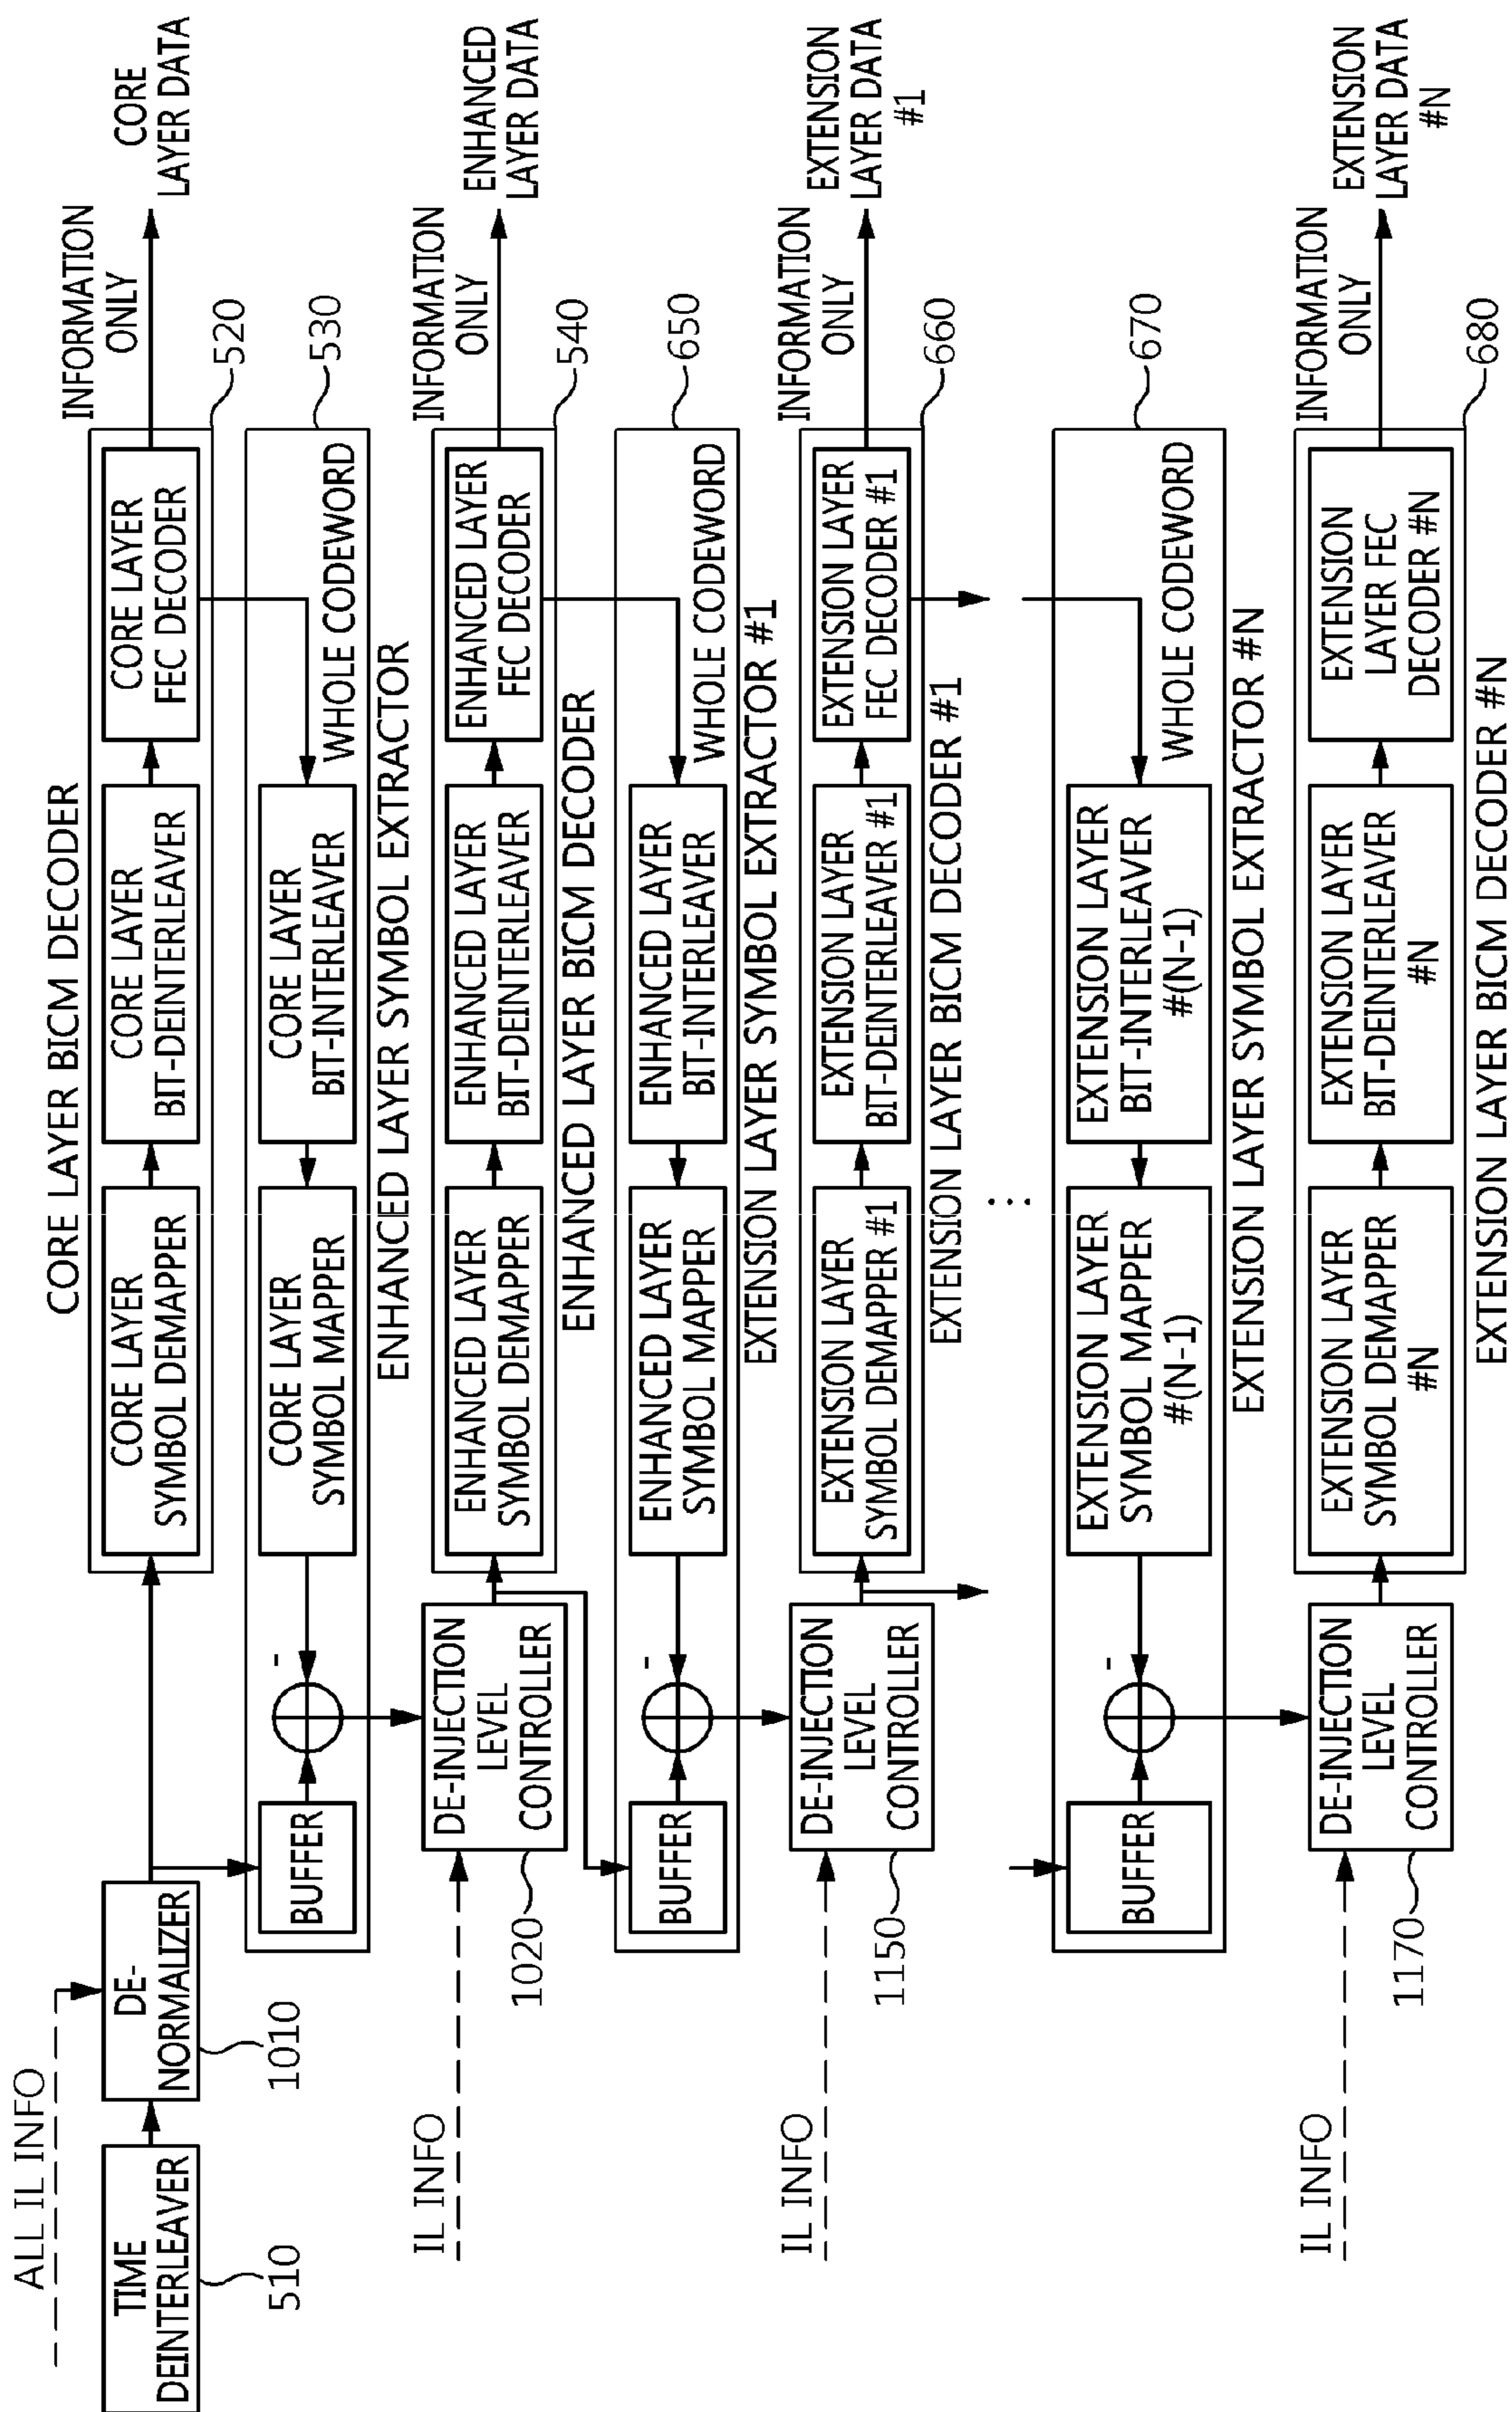 ALL IL INFO
TIME
DEINTERLEAVER
510
DE-
NORMALIZER
1010
CORE LAYER BICM DECODER
CORE LAYER
SYMBOL DEMAPPER
CORE LAYER
BIT-DEINTERLEAVER
CORE LAYER
FEC DECODER
INFORMATION
ONLY
CORE
LAYER DATA
520
BUFFER
-
CORE LAYER
SYMBOL MAPPER
CORE LAYER
BIT-INTERLEAVER
WHOLE CODEWORD
530
ENHANCED LAYER SYMBOL EXTRACTOR
IL INFO
DE-INJECTION
LEVEL
CONTROLLER
1020
ENHANCED LAYER
SYMBOL DEMAPPER
ENHANCED LAYER
BIT-DEINTERLEAVER
ENHANCED LAYER
FEC DECODER
INFORMATION
ONLY
ENHANCED
LAYER DATA
540
ENHANCED LAYER BICM DECODER
BUFFER
-
ENHANCED LAYER
SYMBOL MAPPER
ENHANCED LAYER
BIT-INTERLEAVER
WHOLE CODEWORD
650
EXTENSION LAYER SYMBOL EXTRACTOR #1
IL INFO
DE-INJECTION
LEVEL
CONTROLLER
1150
EXTENSION LAYER
SYMBOL DEMAPPER #1
EXTENSION LAYER
BIT-DEINTERLEAVER #1
EXTENSION LAYER
FEC DECODER #1
INFORMATION
ONLY
EXTENSION
LAYER DATA
#1
660
EXTENSION LAYER BICM DECODER #1
⋮
BUFFER
-
EXTENSION LAYER
SYMBOL MAPPER
#(N-1)
EXTENSION LAYER
BIT-INTERLEAVER
#(N-1)
WHOLE CODEWORD
670
EXTENSION LAYER SYMBOL EXTRACTOR #N
IL INFO
DE-INJECTION
LEVEL
CONTROLLER
1170
EXTENSION LAYER
SYMBOL DEMAPPER
#N
EXTENSION LAYER
BIT-DEINTERLEAVER
#N
EXTENSION
LAYER FEC
DECODER #N
INFORMATION
ONLY
EXTENSION
LAYER DATA
#N
680
EXTENSION LAYER BICM DECODER #N